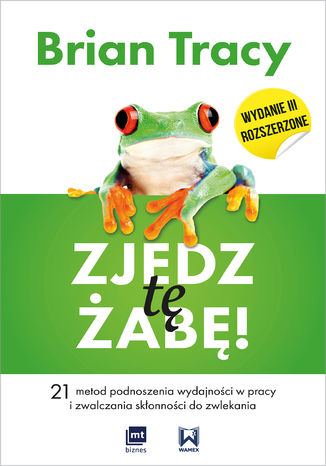 Brian Tracy
WYDANIE III
ROZSZERZONE
ZJEDZ
tę
ŻABĘ!
21 metod podnoszenia wydajności w pracy
i zwalczania skłonności do zwlekania
mt
biznes
WAMEX